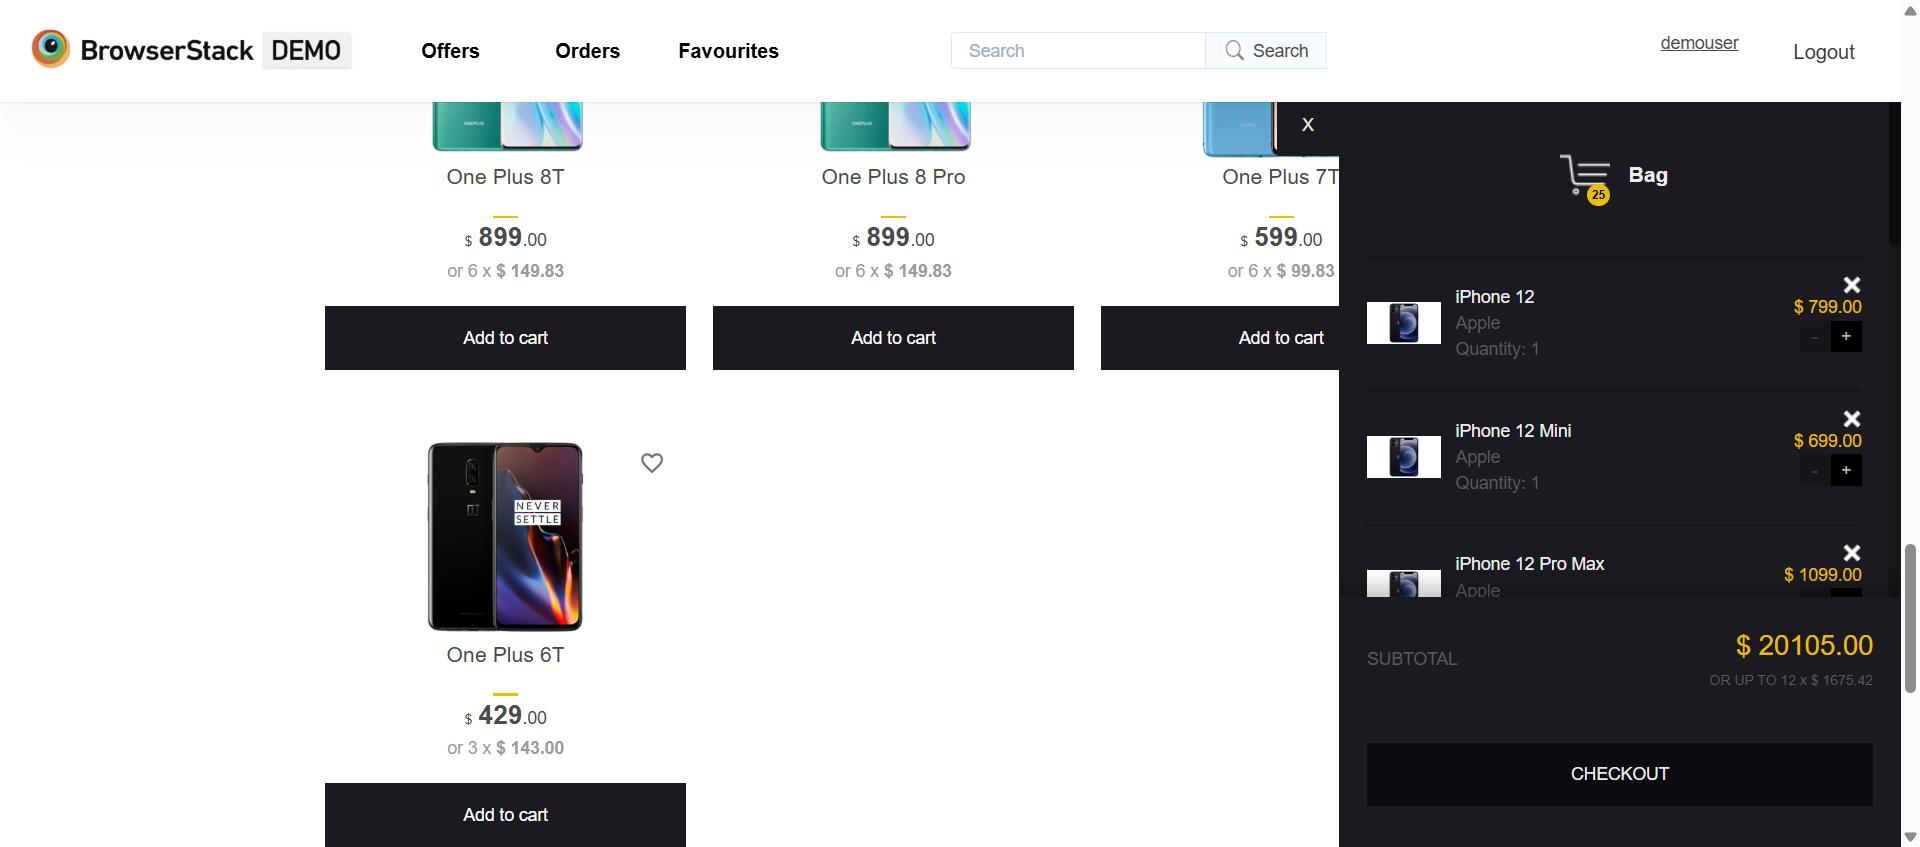 BrowserStack DEMO
Offers
Orders
Favourites
Search
Search
demouser
Logout
One Plus 8T
$ 899.00
or 6 x $ 149.83
Add to cart
One Plus 8 Pro
$ 899.00
or 6 x $ 149.83
Add to cart
One Plus 7T
$ 599.00
or 6 x $ 99.83
Add to cart
NEVER
SETTLE
One Plus 6T
$ 429.00
or 3 x $ 143.00
Add to cart
X
25
Bag
iPhone 12
Apple
Quantity: 1
$ 799.00
- +
iPhone 12 Mini
Apple
Quantity: 1
$ 699.00
- +
iPhone 12 Pro Max
Apple
$ 1099.00
SUBTOTAL
$ 20105.00
OR UP TO 12 x $ 1675.42
CHECKOUT